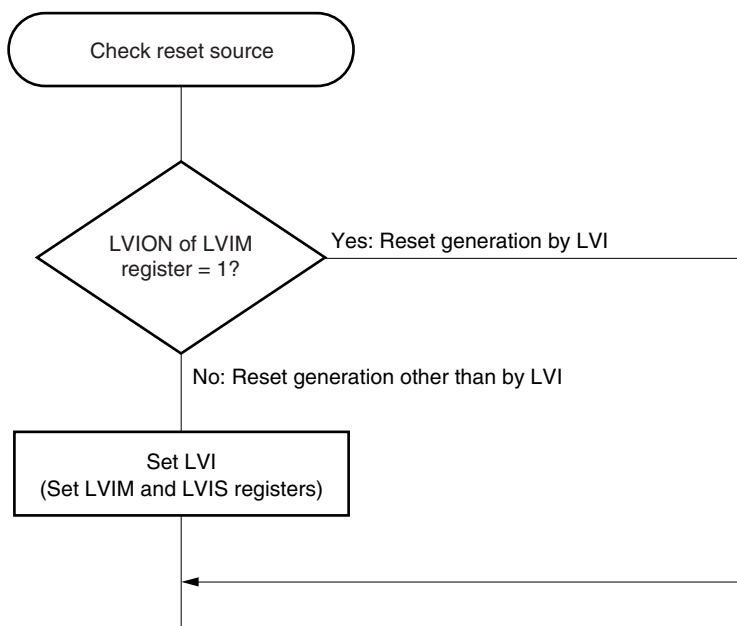 Check reset source
LVION of LVIM
register = 1?
Yes: Reset generation by LVI
No: Reset generation other than by LVI
Set LVI
(Set LVIM and LVIS registers)